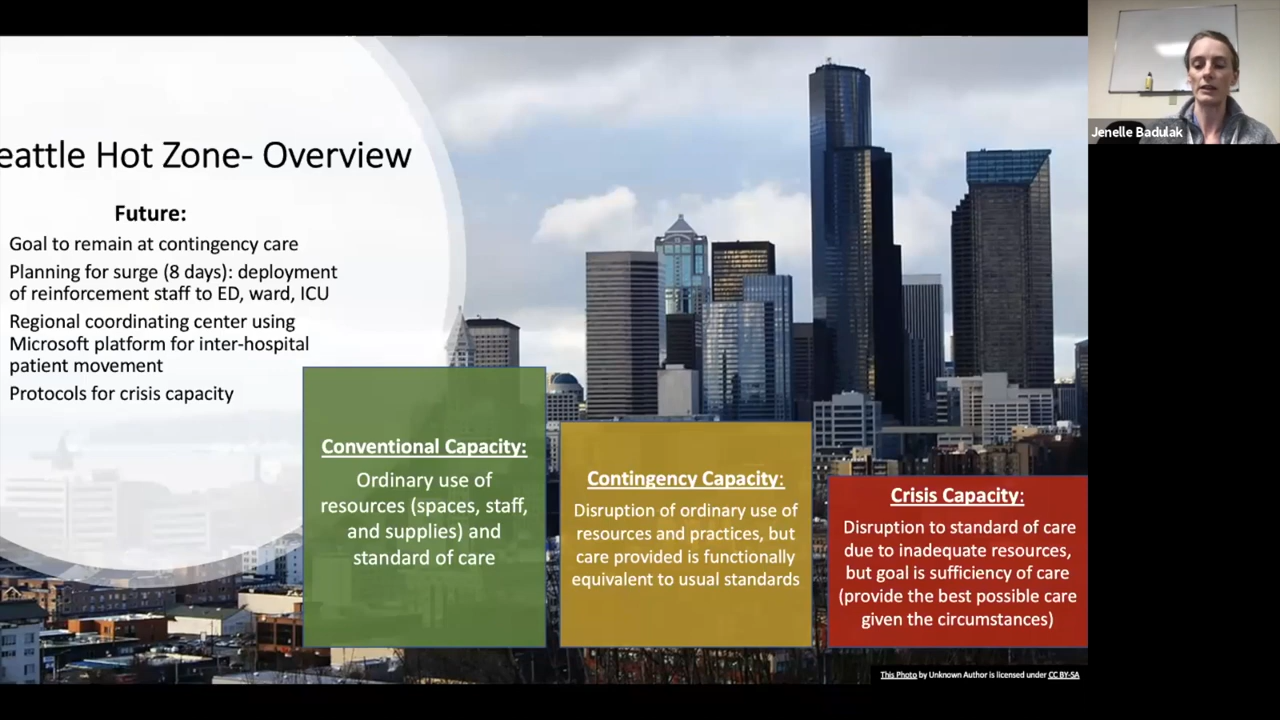 eattle Hot Zone- Overview
Future:
Goal to remain at contingency care
Planning for surge (8 days): deployment
of reinforcement staff to ED, ward, ICU
Regional coordinating center using
Microsoft platform for inter-hospital
patient movement
Protocols for crisis capacity
Conventional Capacity:
Ordinary use of
resources (spaces, staff,
and supplies) and
standard of care
Contingency Capacity:
Disruption of ordinary use of
resources and practices, but
care provided is functionally
equivalent to usual standards
Crisis Capacity:
Disruption to standard of care
due to inadequate resources,
but goal is sufficiency of care
(provide the best possible care
given the circumstances)
This Photo by Unknown Author is licensed under CC BY-SA
Jenelle Badulak